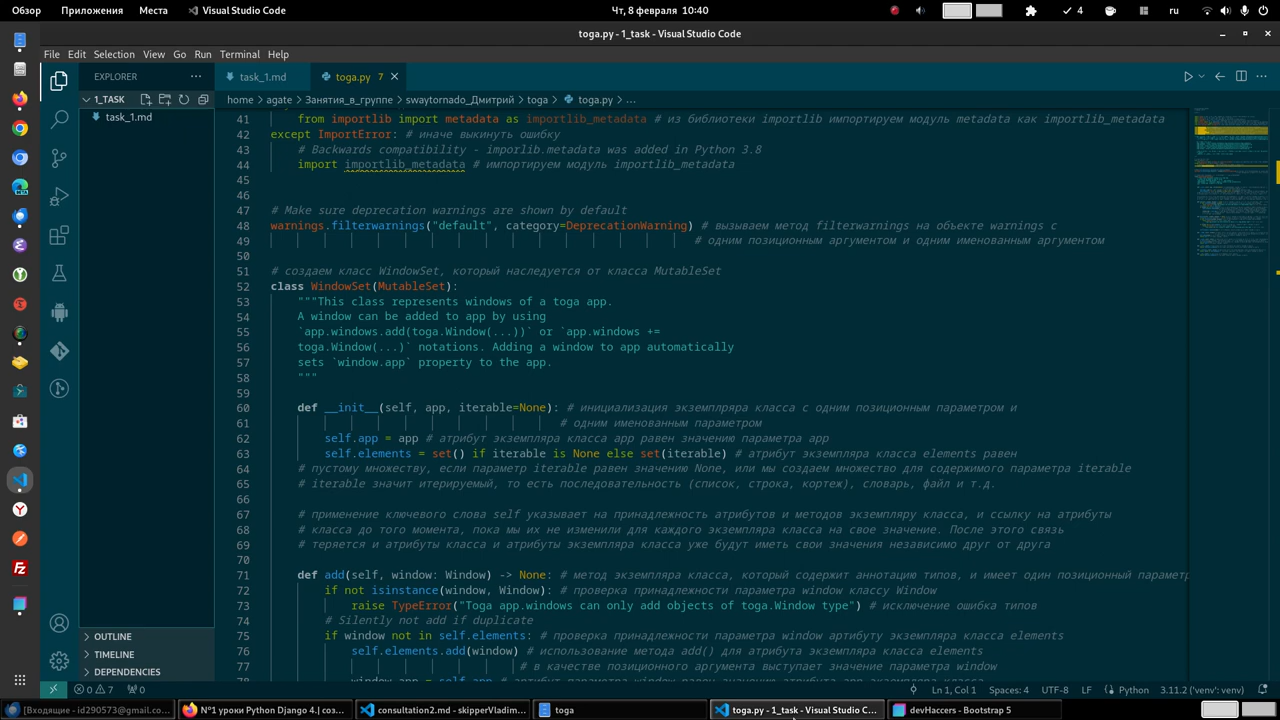 Обзор Приложения Места Visual Studio Code Чт, 8 февраля 10:40 4 ru
toga.py - 1_task - Visual Studio Code
File Edit Selection View Go Run Terminal Help
EXPLORER ··· task_1.md toga.py 7
1_TASK home > agate > Занятия_в_группе > swaytornado_Дмитрий > toga > toga.py > ...
task_1.md
41 from importlib import metadata as importlib_metadata # из библиотеки importlib импортируем модуль metadata как importlib_metadata
42 except ImportError: # иначе выкинуть ошибку
43 # Backwards compatibility - imporlib.metadata was added in Python 3.8
44 import importlib_metadata # импортируем модуль importlib_metadata
45
46
47 # Make sure deprecation warnings are shown by default
48 warnings.filterwarnings("default", category=DeprecationWarning) # вызываем метод filterwarnings на объекте warnings с
49 # одним позиционным аргументом и одним именованным аргументом
50
51 # создаем класс WindowSet, который наследуется от класса MutableSet
52 class WindowSet(MutableSet):
53 """This class represents windows of a toga app.
54 A window can be added to app by using
55 `app.windows.add(toga.Window(...))` or `app.windows +=
56 toga.Window(...)` notations. Adding a window to app automatically
57 sets `window.app` property to the app.
58 """
59
60 def __init__(self, app, iterable=None): # инициализация экземпляра класса с одним позиционным параметром и
61 # одним именованным параметром
62 self.app = app # атрибут экземпляра класса app равен значению параметра app
63 self.elements = set() if iterable is None else set(iterable) # атрибут экземпляра класса elements равен
64 # пустому множеству, если параметр iterable равен значению None, или мы создаем множество для содержимого параметра iterable
65 # iterable значит итерируемый, то есть последовательность (список, строка, кортеж), словарь, файл и т.д.
66
67 # применение ключевого слова self указывает на принадлежность атрибутов и методов экземпляру класса, и ссылку на атрибуты
68 # класса до того момента, пока мы их не изменили для каждого экземпляра класса на свое значение. После этого связь
69 # теряется и атрибуты класса и атрибуты экземпляра класса уже будут иметь свои значения независимо друг от друга
70
71 def add(self, window: Window) -> None: # метод экземпляра класса, который содержит аннотацию типов, и имеет один позиционный парамет
72 if not isinstance(window, Window): # проверка принадлежности параметра window классу Window
73 raise TypeError("Toga app.windows can only add objects of toga.Window type") # исключение ошибка типов
74 # Silently not add if duplicate
75 if window not in self.elements: # проверка принадлежности параметра window артибуту экземпляра класса elements
76 self.elements.add(window) # использование метода add() для атрибута экземпляра класса elements
77 # в качестве позиционного аргумента выступает значение параметра window
78 window.app = self.app # артибут параметра window равен значению атрибута app экземпляра класса
OUTLINE
TIMELINE
DEPENDENCIES
0 7 0 Ln 1, Col 1 Spaces: 4 UTF-8 LF Python 3.11.2 ('venv': venv)
[Входящие - id290573@gmail.co... N°1 уроки Python Django 4.| созд... consultation2.md - skipperVladim... toga toga.py - 1_task - Visual Studio C... devHaccers - Bootstrap 5